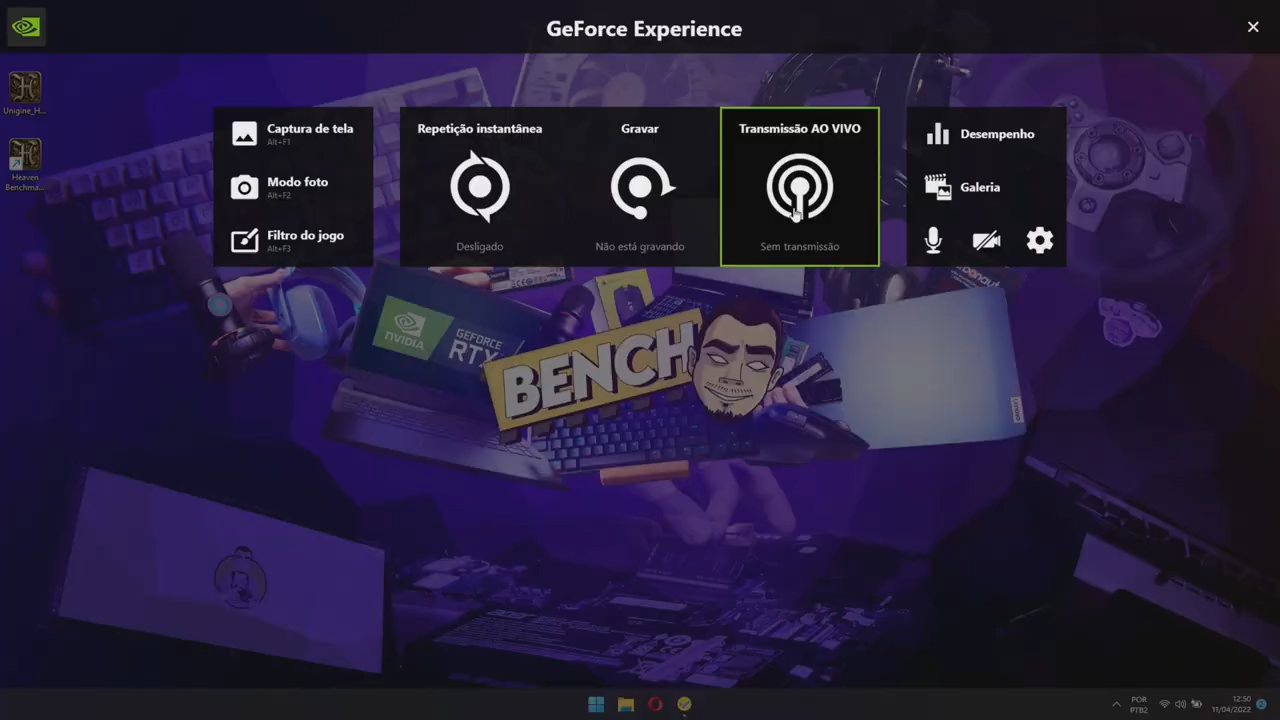 GeForce Experience
Unigine_H...
Heaven
Benchma...
Captura de tela
Alt+F1
Modo foto
Alt+F2
Filtro do jogo
Alt+F3
Repetição instantânea
Desligado
Gravar
Não está gravando
Transmissão AO VIVO
Sem transmissão
Desempenho
Galeria
NVIDIA
GEFORCE
RTX
BENCH
Lenovo
POR
PTB2
12:50
11/04/2022
2